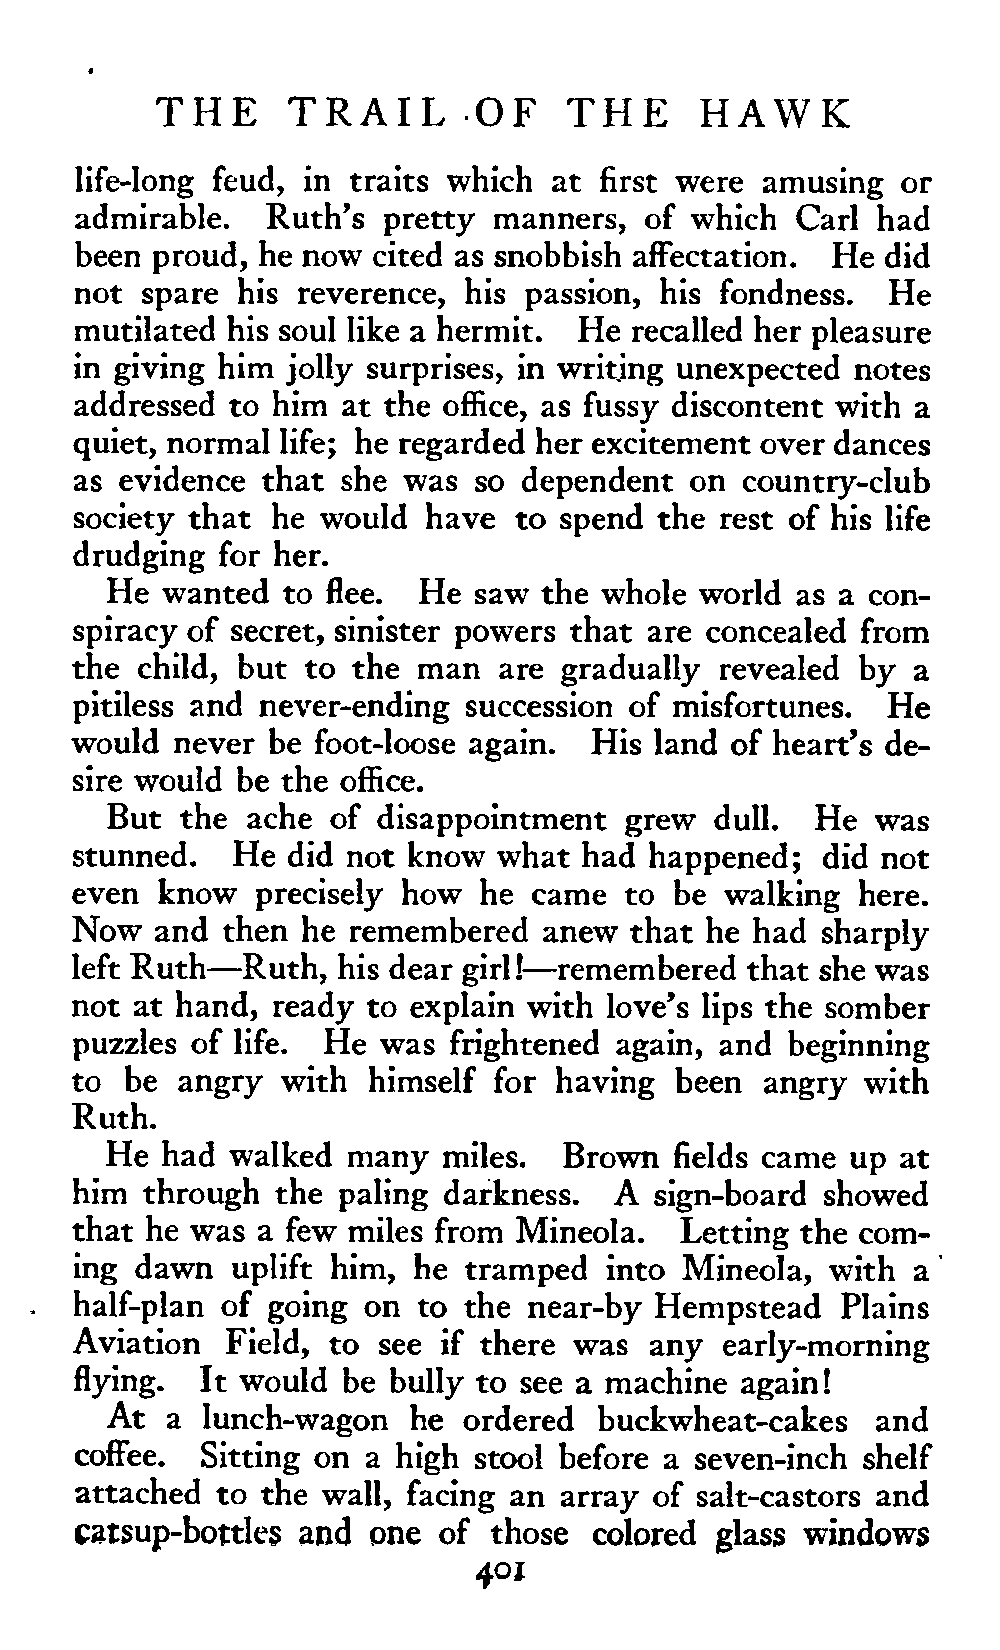 THE TRAIL OF THE HAWK
life-long feud, in traits which at first were amusing or
admirable. Ruth's pretty manners, of which Carl had
been proud, he now cited as snobbish affectation. He did
not spare his reverence, his passion, his fondness. He
mutilated his soul like a hermit. He recalled her pleasure
in giving him jolly surprises, in writing unexpected notes
addressed to him at the office, as fussy discontent with a
quiet, normal life; he regarded her excitement over dances
as evidence that she was so dependent on country-club
society that he would have to spend the rest of his life
drudging for her.
He wanted to flee. He saw the whole world as a con-
spiracy of secret, sinister powers that are concealed from
the child, but to the man are gradually revealed by a
pitiless and never-ending succession of misfortunes. He
would never be foot-loose again. His land of heart's de-
sire would be the office.
But the ache of disappointment grew dull. He was
stunned. He did not know what had happened; did not
even know precisely how he came to be walking here.
Now and then he remembered anew that he had sharply
left Ruth—Ruth, his dear girl!—remembered that she was
not at hand, ready to explain with love's lips the somber
puzzles of life. He was frightened again, and beginning
to be angry with himself for having been angry with
Ruth.
He had walked many miles. Brown fields came up at
him through the paling darkness. A sign-board showed
that he was a few miles from Mineola. Letting the com-
ing dawn uplift him, he tramped into Mineola, with a
half-plan of going on to the near-by Hempstead Plains
Aviation Field, to see if there was any early-morning
flying. It would be bully to see a machine again!
At a lunch-wagon he ordered buckwheat-cakes and
coffee. Sitting on a high stool before a seven-inch shelf
attached to the wall, facing an array of salt-castors and
catsup-bottles and one of those colored glass windows
401